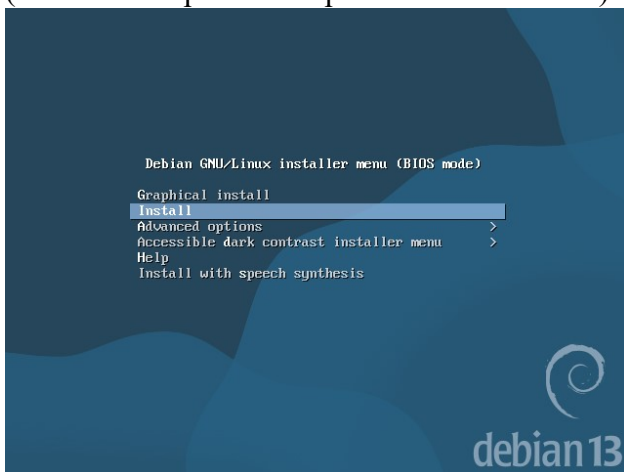 Debian GNU/Linux installer menu (BIOS mode)
Graphical install
Install
Advanced options >
Accessible dark contrast installer menu >
Help
Install with speech synthesis
debian 13